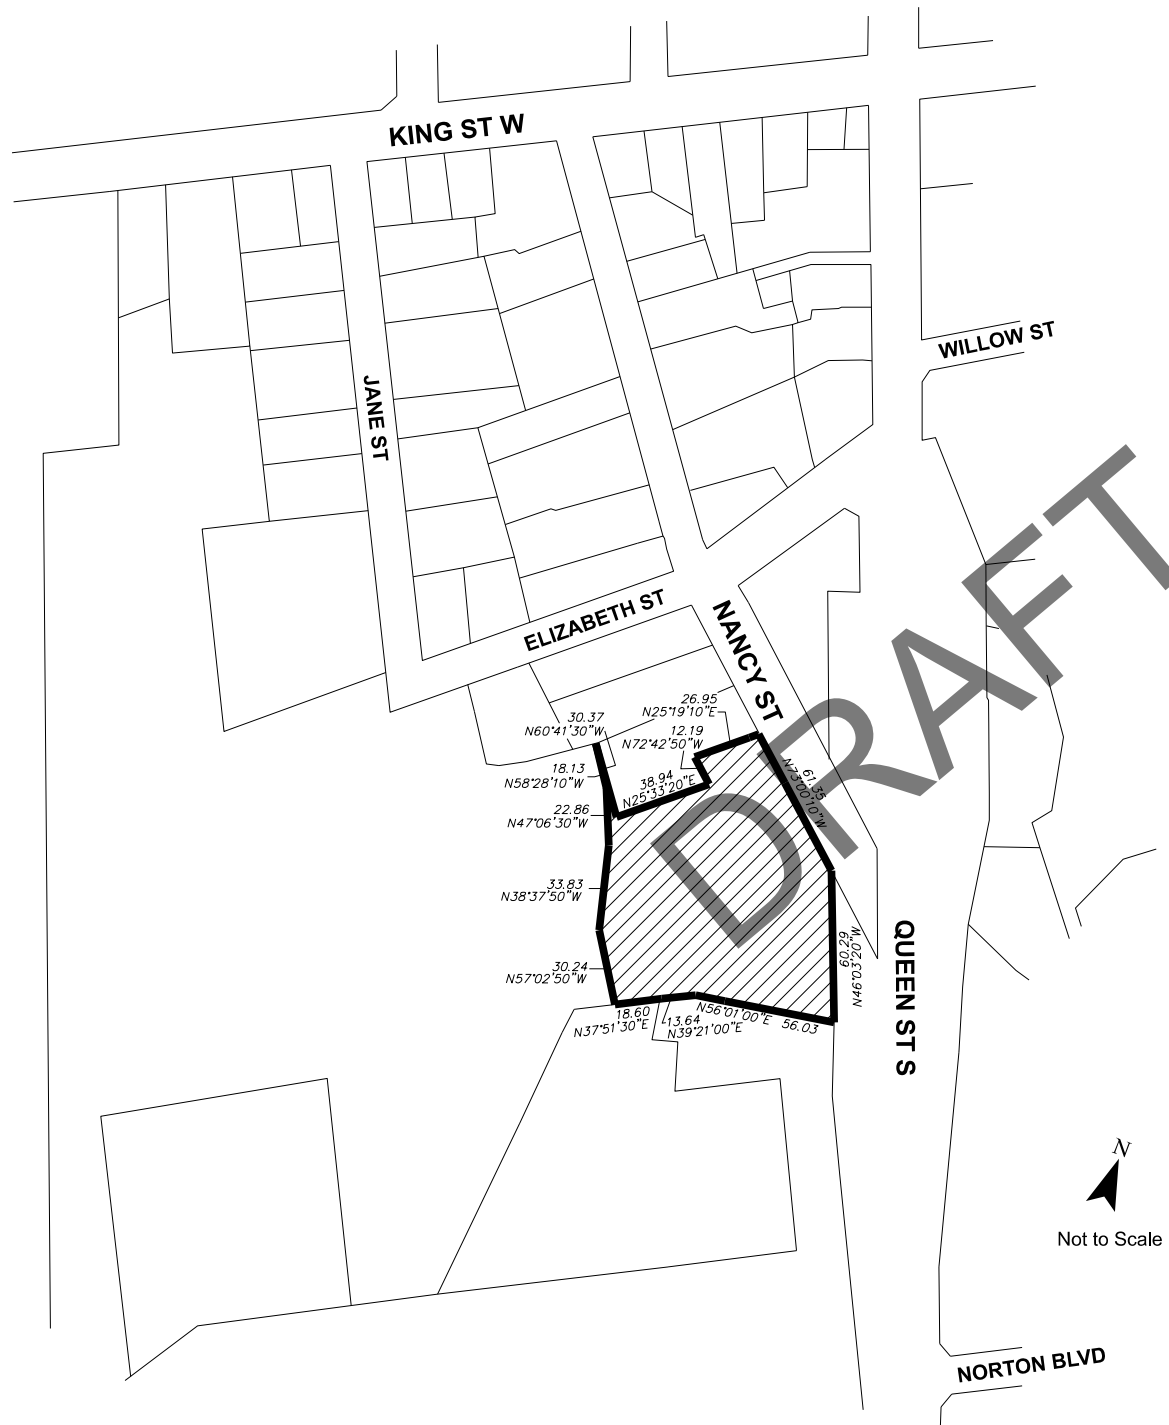 KING ST W
WILLOW ST
JANE ST
DRAFT
ELIZABETH ST
NANCY ST
26.95
N25°19'10"E
30.37
N60°41'30"W
12.19
N72°42'50"W
18.13
N58°28'10"W
38.94
N25°33'20"E
61.35
N73°00'10"W
22.86
N47°06'30"W
33.83
N38°37'50"W
QUEEN ST S
60.29
N46°03'20"W
30.24
N57°02'50"W
18.60
N37°51'30"E
13.64
N39°21'00"E
N56°01'00"E
56.03
N
Not to Scale
NORTON BLVD